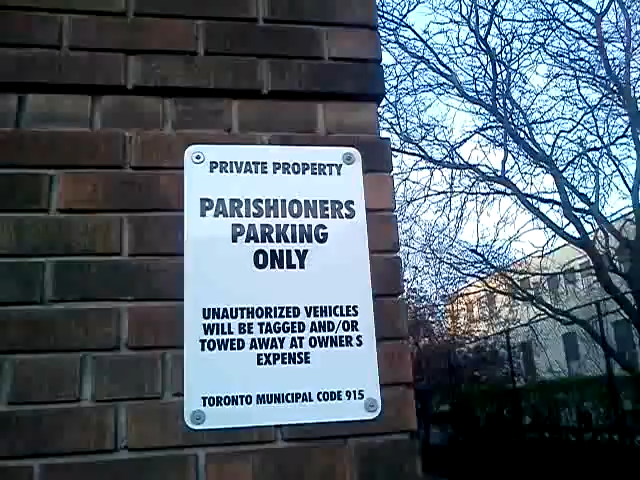 PRIVATE PROPERTY
PARISHIONERS
PARKING
ONLY
UNAUTHORIZED VEHICLES
WILL BE TAGGED AND/OR
TOWED AWAY AT OWNER S
EXPENSE
TORONTO MUNICIPAL CODE 915